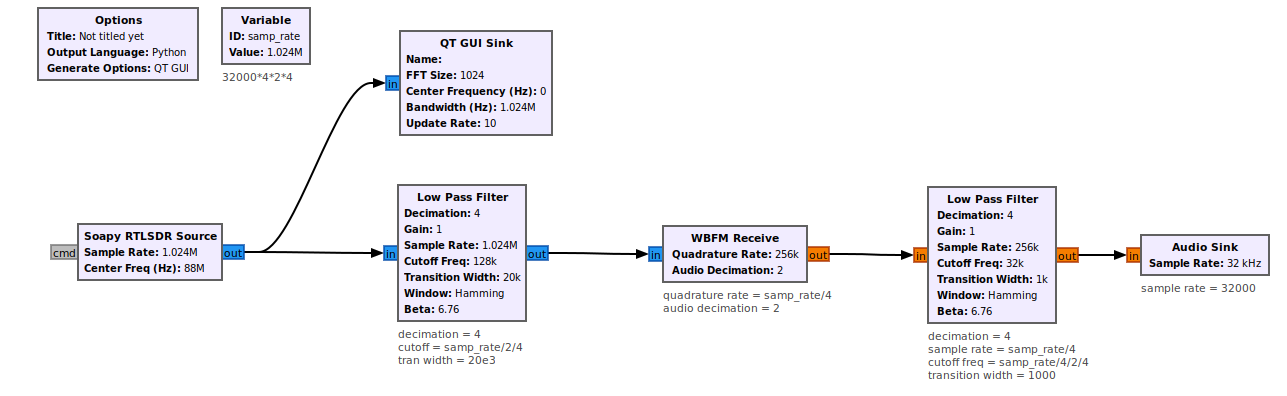 Options
Title: Not titled yet
Output Language: Python
Generate Options: QT GUI
Variable
ID: samp_rate
Value: 1.024M
32000*4*2*4
QT GUI Sink
Name:
FFT Size: 1024
Center Frequency (Hz): 0
Bandwidth (Hz): 1.024M
Update Rate: 10
in
cmd
Soapy RTLSDR Source
Sample Rate: 1.024M
Center Freq (Hz): 88M
out
in
Low Pass Filter
Decimation: 4
Gain: 1
Sample Rate: 1.024M
Cutoff Freq: 128k
Transition Width: 20k
Window: Hamming
Beta: 6.76
out
decimation = 4
cutoff = samp_rate/2/4
tran width = 20e3
in
WBFM Receive
Quadrature Rate: 256k
Audio Decimation: 2
out
quadrature rate = samp_rate/4
audio decimation = 2
in
Low Pass Filter
Decimation: 4
Gain: 1
Sample Rate: 256k
Cutoff Freq: 32k
Transition Width: 1k
Window: Hamming
Beta: 6.76
out
decimation = 4
sample rate = samp_rate/4
cutoff freq = samp_rate/4/2/4
transition width = 1000
in
Audio Sink
Sample Rate: 32 kHz
sample rate = 32000